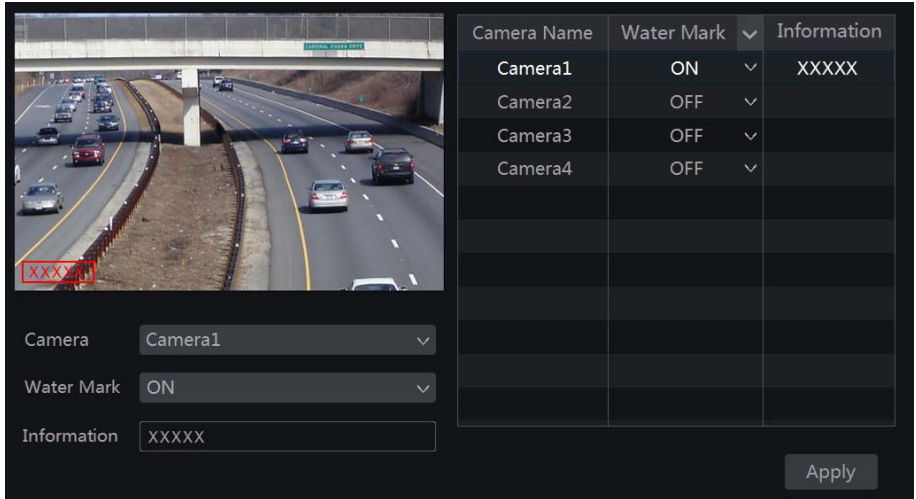 CARDINAL O'HARA DRIVE
XXXXX
Camera Camera1
Water Mark ON
Information XXXXX
Camera Name Water Mark Information
Camera1 ON XXXXX
Camera2 OFF
Camera3 OFF
Camera4 OFF
Apply